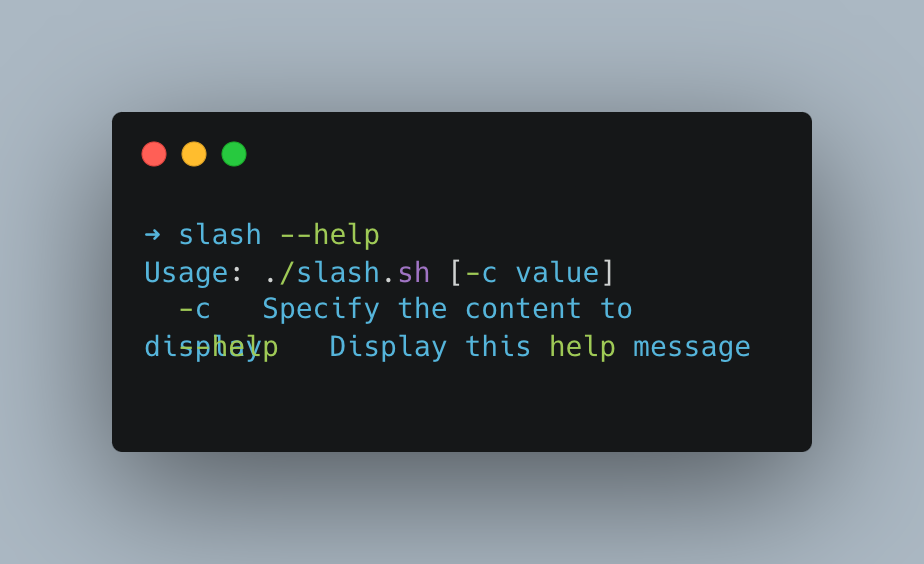 → slash --help
Usage: ./slash.sh [-c value]
  -c   Specify the content to
display
  --help   Display this help message